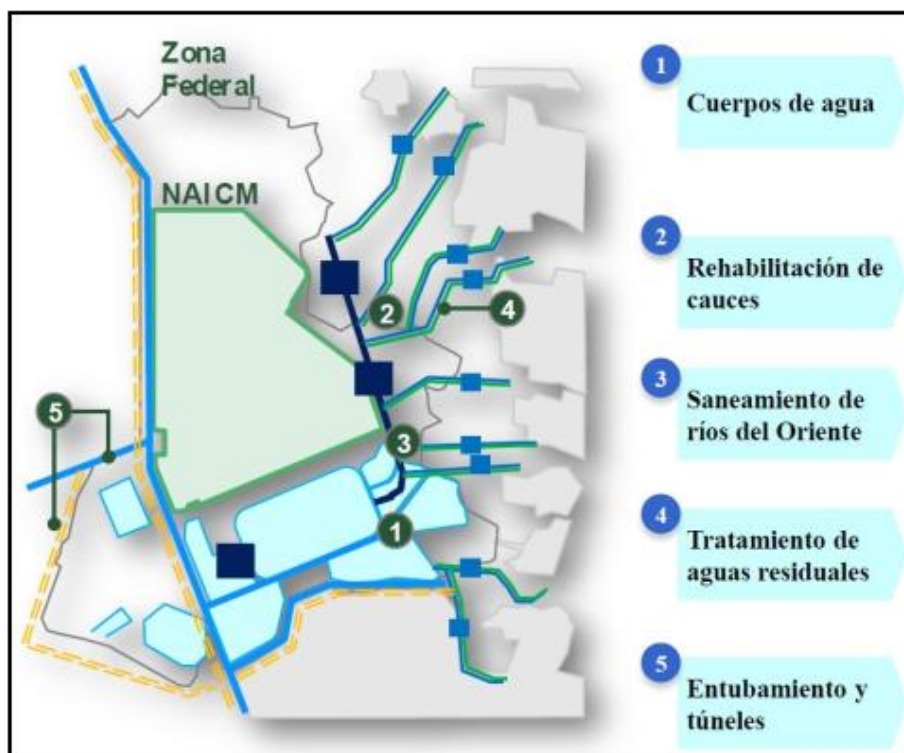 Zona
Federal
NAICM
2
4
5
3
1
1
Cuerpos de agua
2
Rehabilitación de
cauces
3
Saneamiento de
ríos del Oriente
4
Tratamiento de
aguas residuales
5
Entubamiento y
túneles